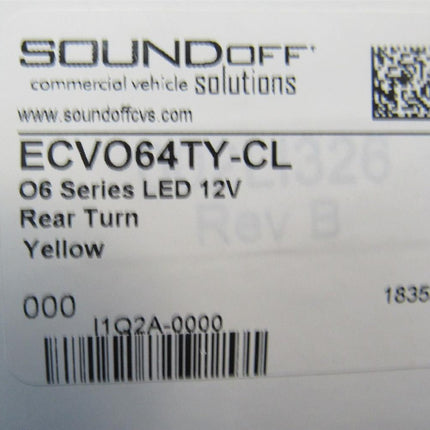 SOUNDOFF
commercial vehicle solutions
www.soundoffcvs.com
ECVO64TY-CL
O6 Series LED 12V
Rear Turn
Yellow
Rev B
000
1835
I1Q2A-0000